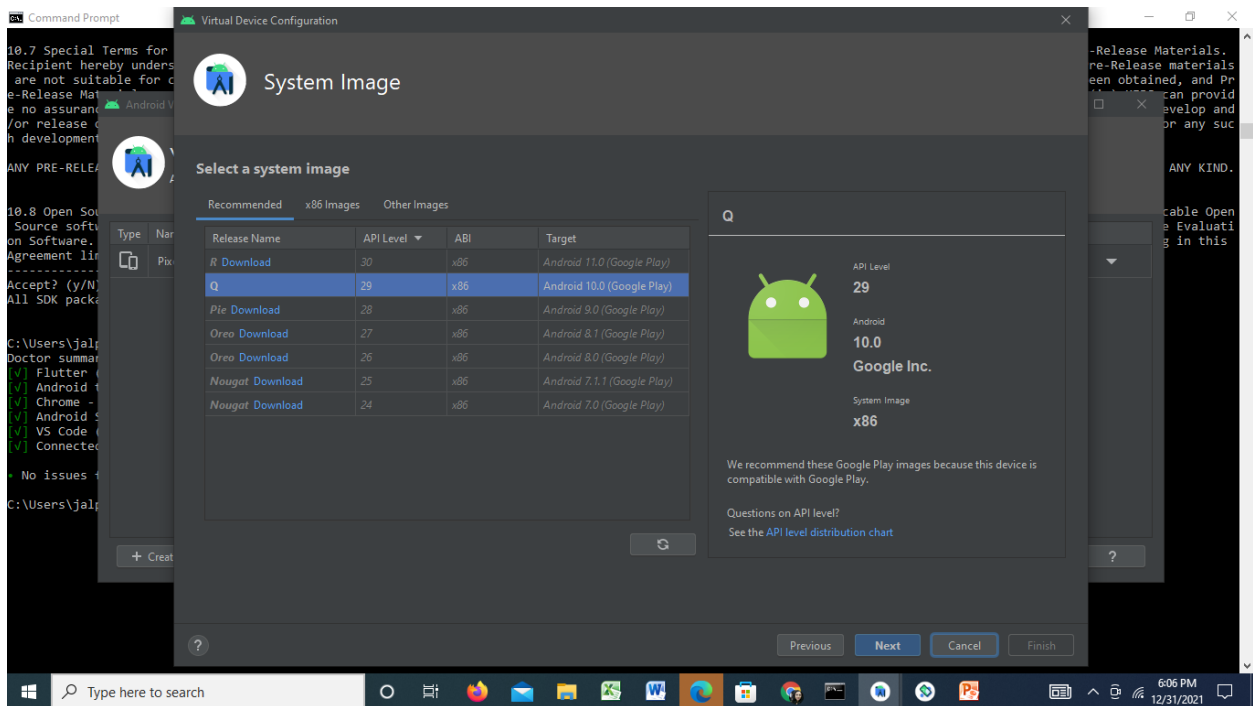 Command Prompt
Virtual Device Configuration
10.7 Special Terms for
-Release Materials.
Recipient hereby unders
re-Release materials
are not suitable for c
een obtained, and Pr
e-Release Mat
can provid
e no assuranc
evelop and
/or release
or any suc
h development
ANY PRE-RELEA
ANY KIND.
10.8 Open Sou
cable Open
Source softw
e Evaluati
on Software.
g in this
Agreement lin
Accept? (y/N)
All SDK packa
C:\Users\jalp
Doctor summar
[√] Flutter (
[√] Android t
[√] Chrome -
[√] Android S
[√] VS Code (
[√] Connected
• No issues f
C:\Users\jalp
Android V
Type Nam
Pix
+ Creat
?
System Image
Select a system image
Recommended x86 Images Other Images
Release Name API Level ABI Target
R Download 30 x86 Android 11.0 (Google Play)
Q 29 x86 Android 10.0 (Google Play)
Pie Download 28 x86 Android 9.0 (Google Play)
Oreo Download 27 x86 Android 8.1 (Google Play)
Oreo Download 26 x86 Android 8.0 (Google Play)
Nougat Download 25 x86 Android 7.1.1 (Google Play)
Nougat Download 24 x86 Android 7.0 (Google Play)
Q
API Level
29
Android
10.0
Google Inc.
System Image
x86
We recommend these Google Play images because this device is
compatible with Google Play.
Questions on API level?
See the API level distribution chart
?
Previous Next Cancel Finish
Type here to search
6:06 PM
12/31/2021